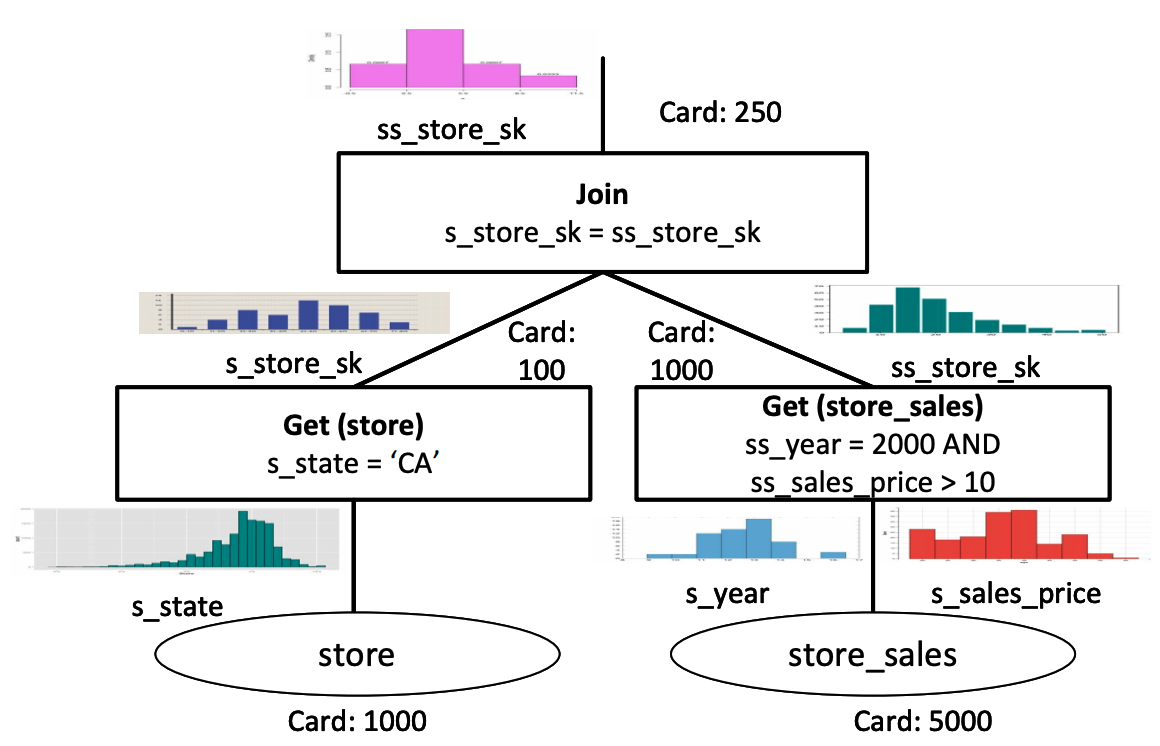 ss_store_sk
Card: 250
Join
s_store_sk = ss_store_sk
s_store_sk
Card:
100
Card:
1000
ss_store_sk
Get (store)
s_state = ‘CA’
Get (store_sales)
ss_year = 2000 AND
ss_sales_price > 10
s_state
s_year
s_sales_price
store
store_sales
Card: 1000
Card: 5000